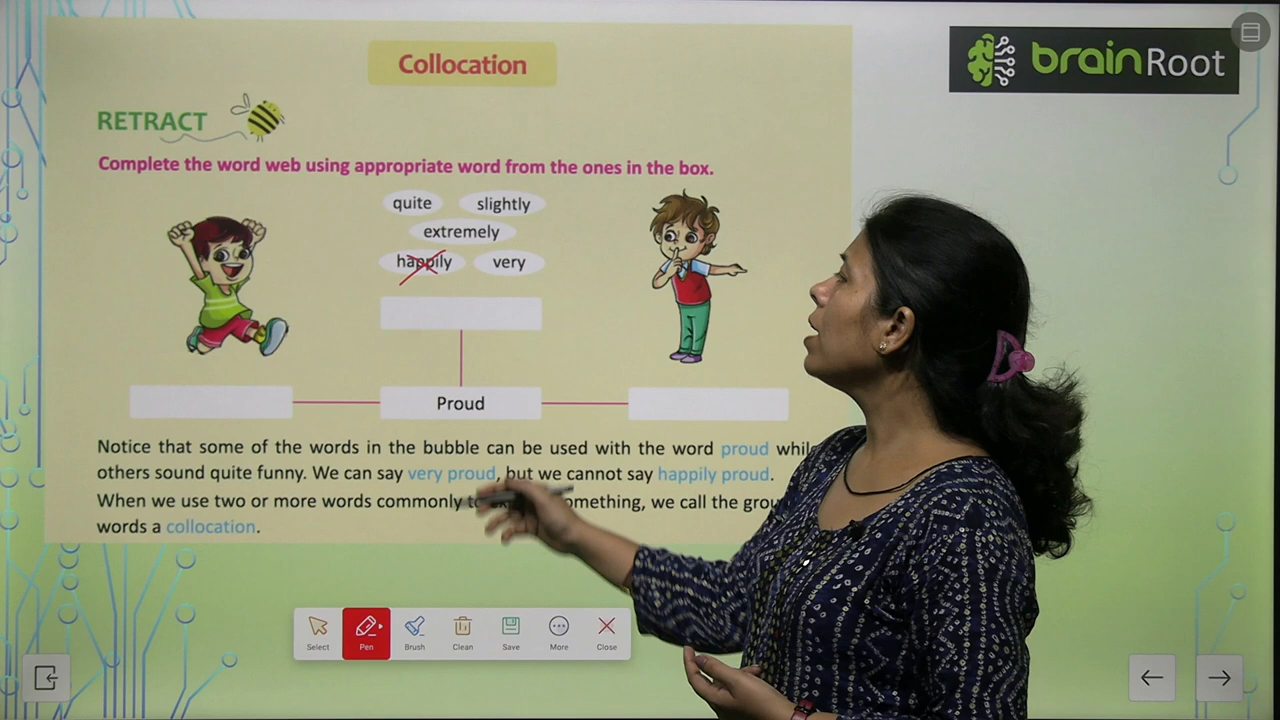 Collocation
brainRoot
RETRACT
Complete the word web using appropriate word from the ones in the box.
quite slightly
extremely
happily very
Proud
Notice that some of the words in the bubble can be used with the word proud
others sound quite funny. We can say very proud, but we cannot say happily proud.
When we use two or more words commonly to something, we call the
words a collocation.
Select Pen Brush Clean Save More Close